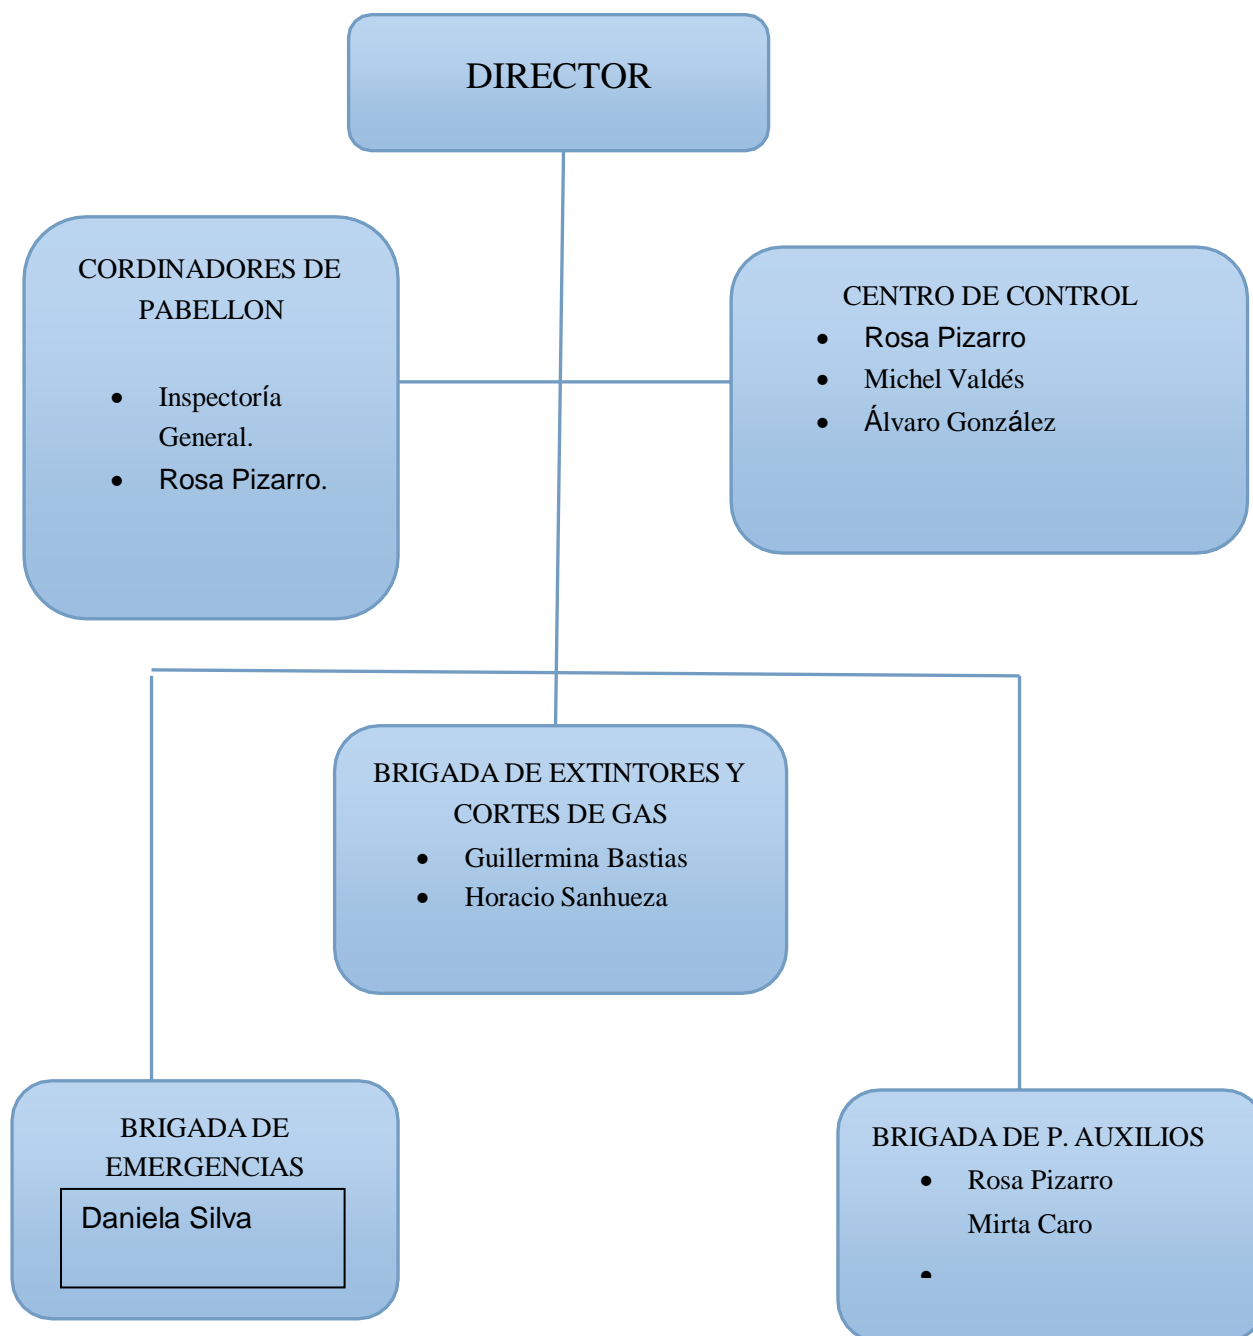 DIRECTOR
CORDINADORES DE
PABELLON
• Inspectoría
General.
• Rosa Pizarro.
CENTRO DE CONTROL
• Rosa Pizarro
• Michel Valdés
• Álvaro González
BRIGADA DE EXTINTORES Y
CORTES DE GAS
• Guillermina Bastias
• Horacio Sanhueza
BRIGADA DE
EMERGENCIAS
Daniela Silva
BRIGADA DE P. AUXILIOS
• Rosa Pizarro
Mirta Caro
•